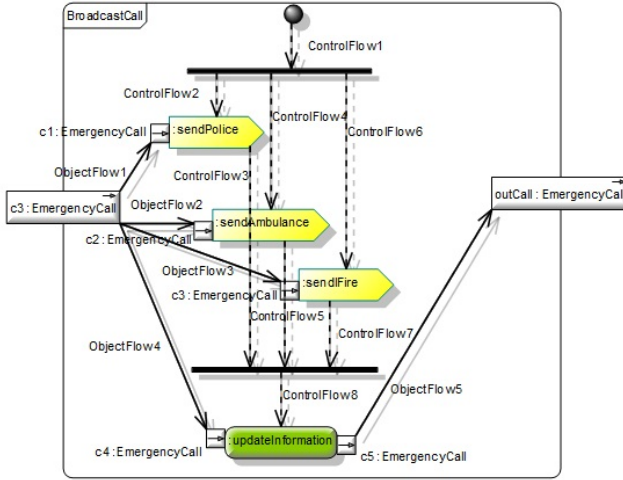 BroadcastCall
ControlFlow1
ControlFlow2
ControlFlow4
c1:EmergencyCall
:sendPolice
ControlFlow6
ObjectFlow1
ControlFlow3
c3:EmergencyCall
ObjectFlow2
outCall:EmergencyCall
:sendAmbulance
c2:EmergencyCall
ObjectFlow3
c3:EmergencyCall
:sendIFire
ControlFlow5
ControlFlow7
ObjectFlow4
ControlFlow8
ObjectFlow5
c4:EmergencyCall
:updateInformation
c5:EmergencyCall